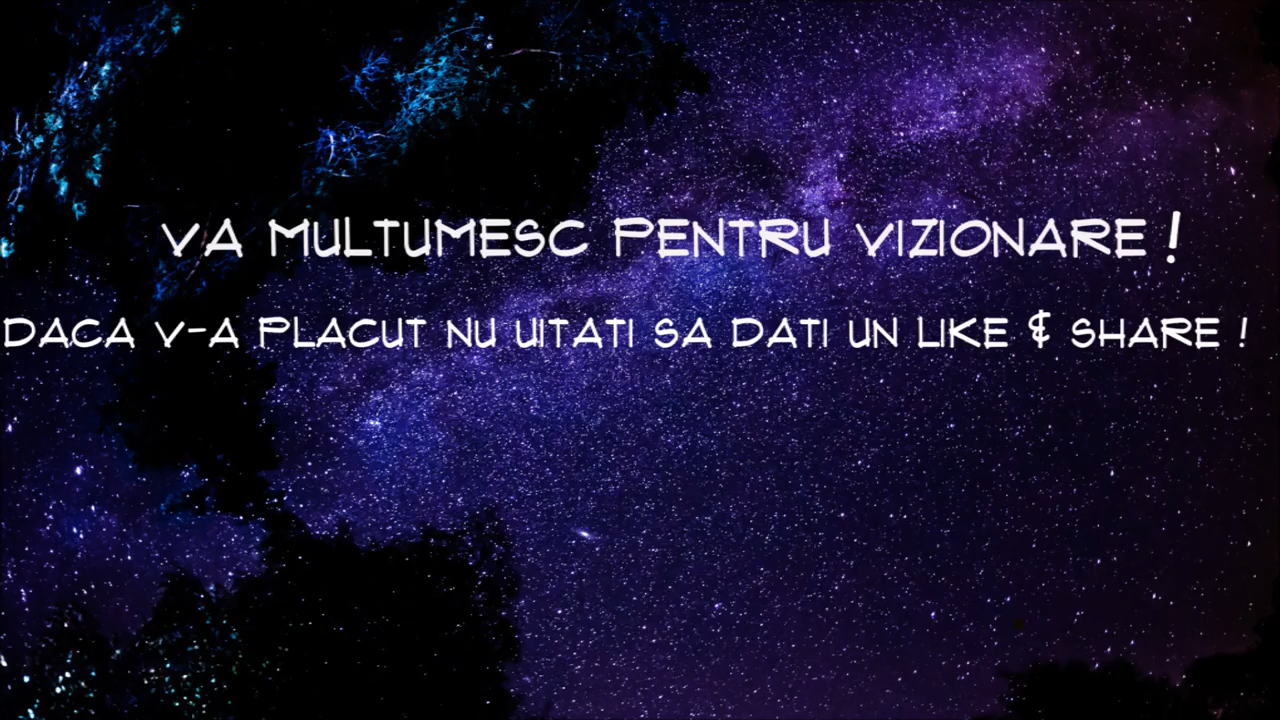 VA MULTUMESC PENTRU VIZIONARE !
DACA V-A PLACUT NU UITATI SA DATI UN LIKE & SHARE !